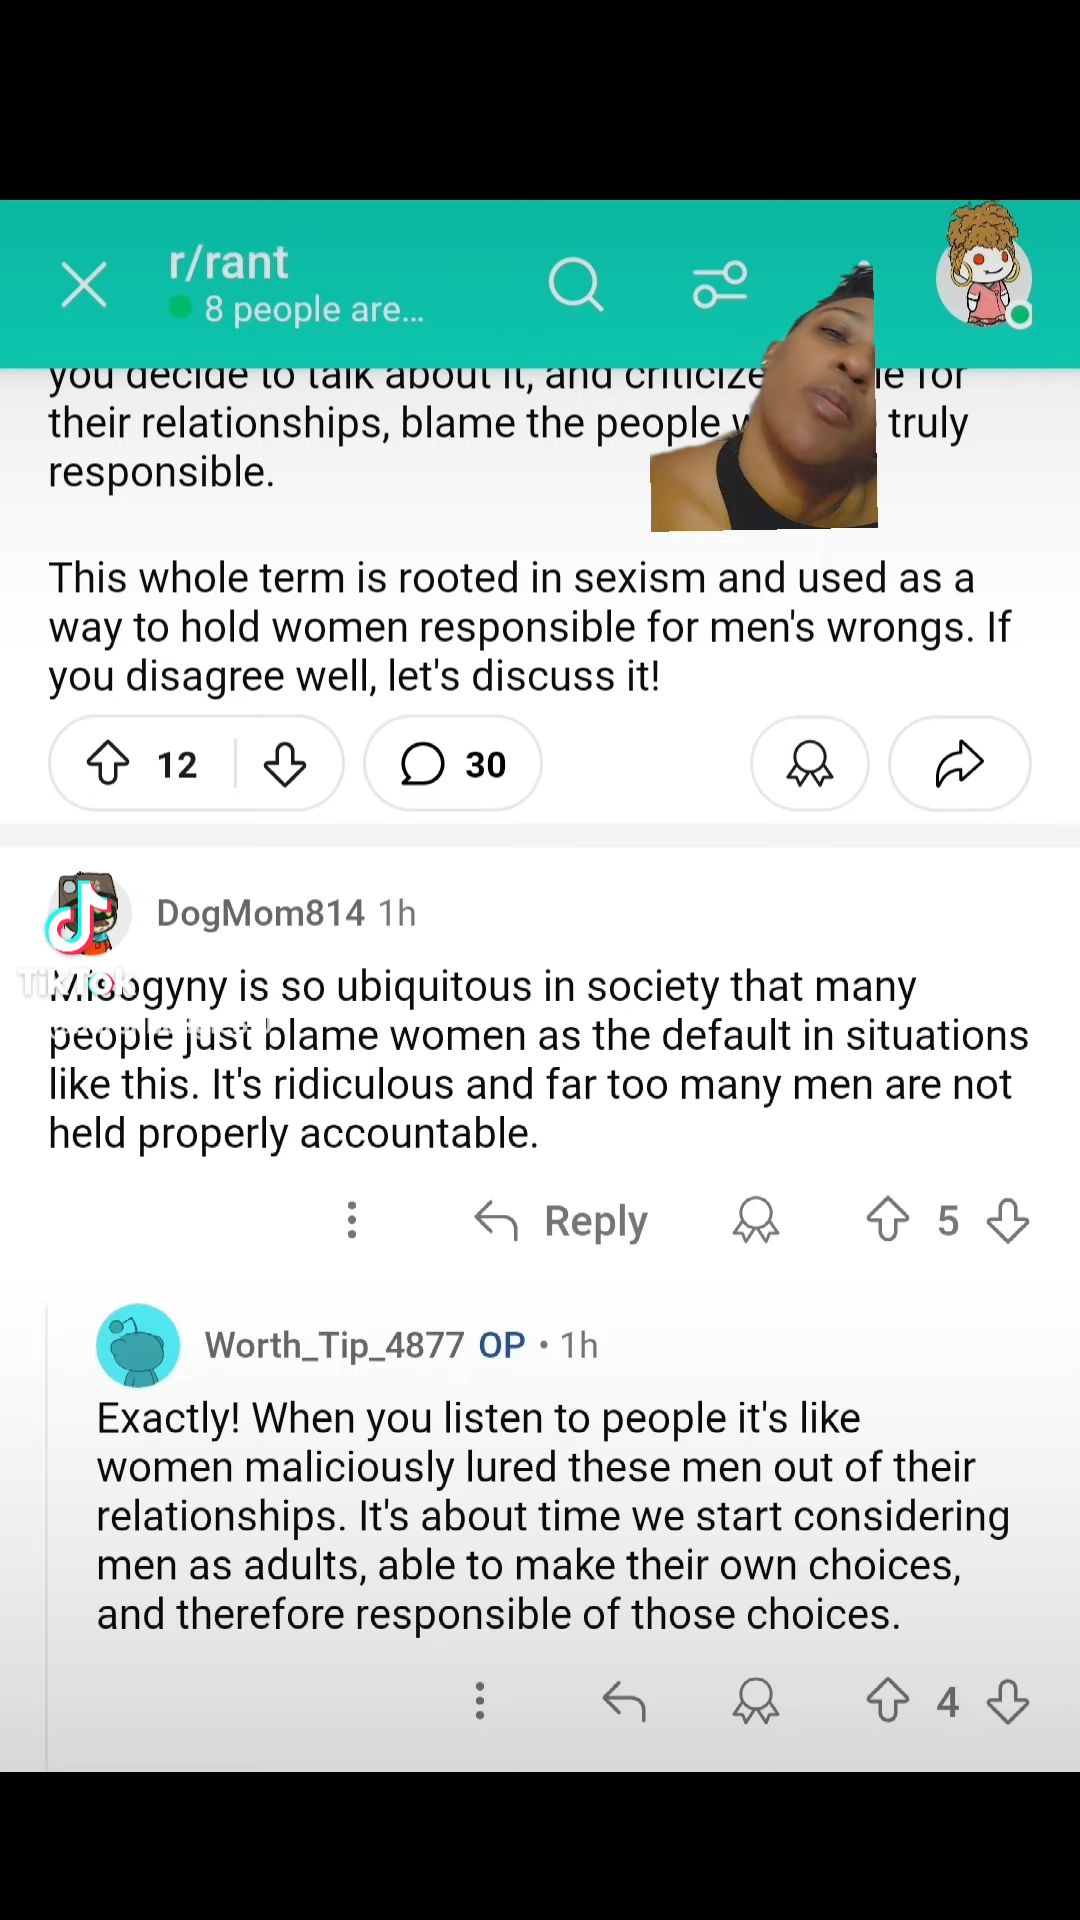 r/rant
8 people are...
you decide to talk about it, and criticize
their relationships, blame the people truly
responsible.
This whole term is rooted in sexism and used as a
way to hold women responsible for men's wrongs. If
you disagree well, let's discuss it!
12
30
DogMom814 1h
TikTok
Misogyny is so ubiquitous in society that many
people just blame women as the default in situations
like this. It's ridiculous and far too many men are not
held properly accountable.
Reply
5
Worth_Tip_4877 OP • 1h
Exactly! When you listen to people it's like
women maliciously lured these men out of their
relationships. It's about time we start considering
men as adults, able to make their own choices,
and therefore responsible of those choices.
4